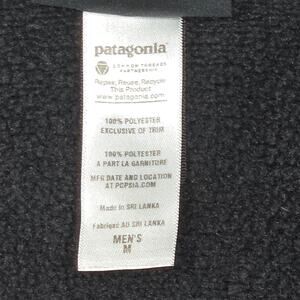 patagonia
COMMON THREADS
PARTNERSHIP
Repair, Reuse, Recycle
This Product
www.patagonia.com
100% POLYESTER
EXCLUSIVE OF TRIM
100% POLYESTER
A PART LA GARNITURE
MFG DATE AND LOCATION
AT PCPSIA.COM
Made in SRI LANKA
Fabriqué AU SRI LANKA
MEN'S
M